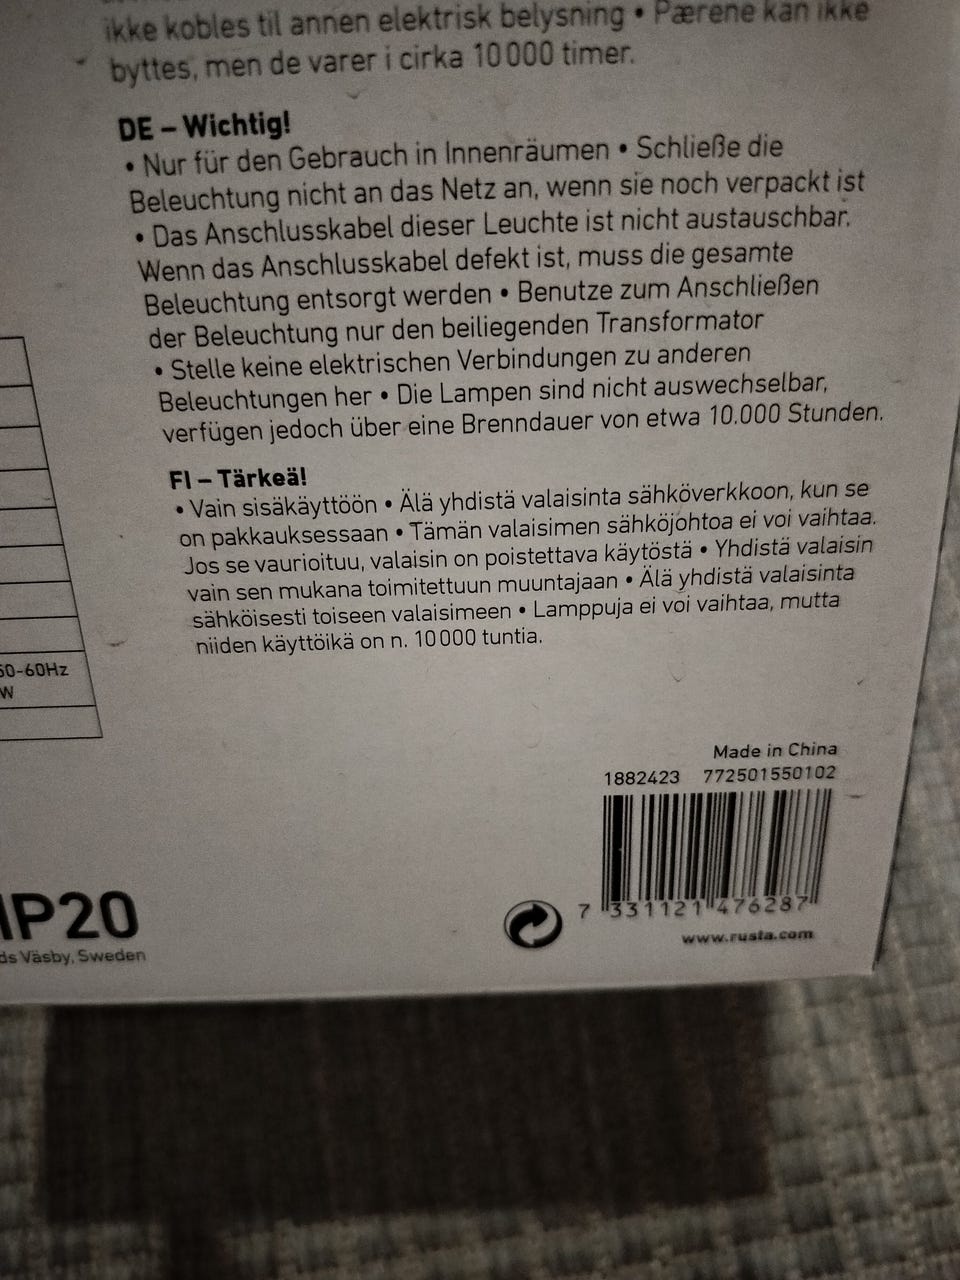 ikke kobles til annen elektrisk belysning • Pærene kan ikke
byttes, men de varer i cirka 10 000 timer.
DE – Wichtig!
• Nur für den Gebrauch in Innenräumen • Schließe die
Beleuchtung nicht an das Netz an, wenn sie noch verpackt ist
• Das Anschlusskabel dieser Leuchte ist nicht austauschbar.
Wenn das Anschlusskabel defekt ist, muss die gesamte
Beleuchtung entsorgt werden • Benutze zum Anschließen
der Beleuchtung nur den beiliegenden Transformator
• Stelle keine elektrischen Verbindungen zu anderen
Beleuchtungen her • Die Lampen sind nicht auswechselbar,
verfügen jedoch über eine Brenndauer von etwa 10.000 Stunden.
FI – Tärkeä!
• Vain sisäkäyttöön • Älä yhdistä valaisinta sähköverkkoon, kun se
on pakkauksessaan • Tämän valaisimen sähköjohtoa ei voi vaihtaa.
Jos se vaurioituu, valaisin on poistettava käytöstä • Yhdistä valaisin
vain sen mukana toimitettuun muuntajaan • Älä yhdistä valaisinta
sähköisesti toiseen valaisimeen • Lamppuja ei voi vaihtaa, mutta
niiden käyttöikä on n. 10 000 tuntia.
50-60Hz
W
Made in China
1882423 772501550102
7 331121 476287
www.rusta.com
IP20
ds Väsby, Sweden